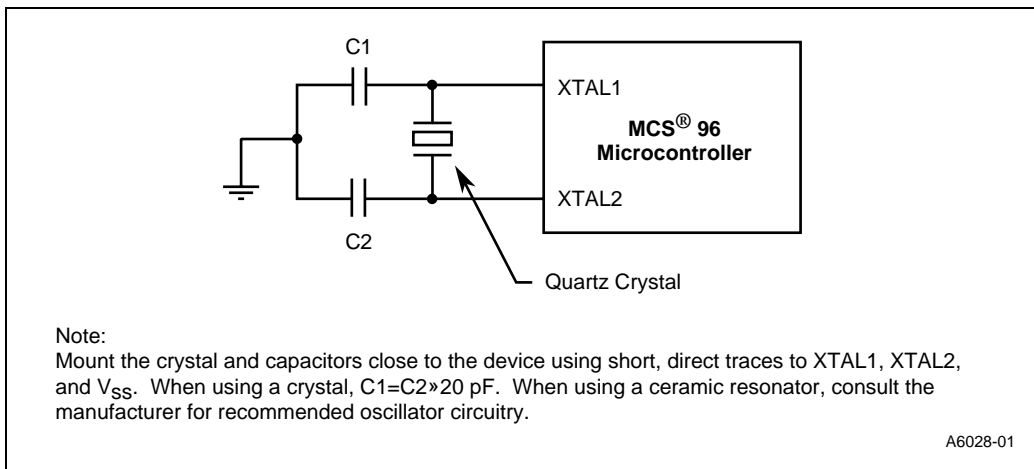 C1
XTAL1
MCS® 96
Microcontroller
XTAL2
C2
Quartz Crystal
Note:
Mount the crystal and capacitors close to the device using short, direct traces to XTAL1, XTAL2,
and VSS. When using a crystal, C1=C2»20 pF. When using a ceramic resonator, consult the
manufacturer for recommended oscillator circuitry.
A6028-01